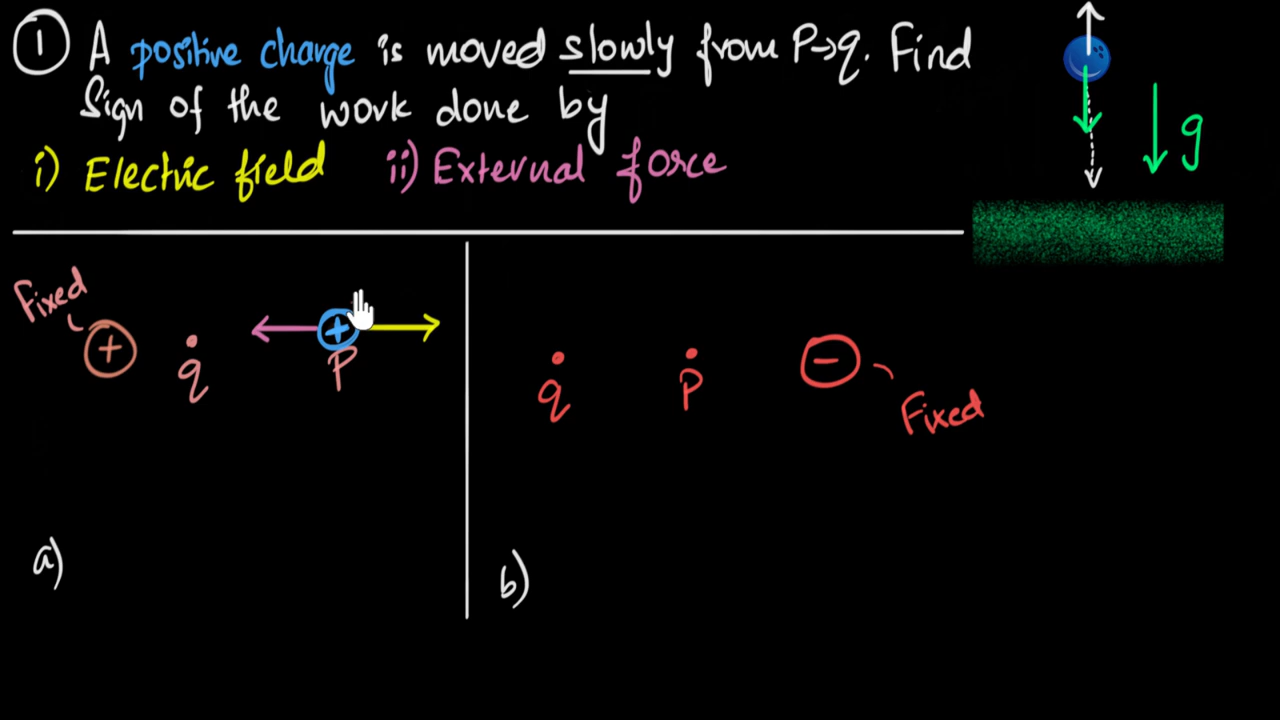 ① A positive charge is moved slowly from P→q. Find
Sign of the work done by
i) Electric field ii) External force
g
Fixed
+
q
+
P
a)
q
P
−
Fixed
b)